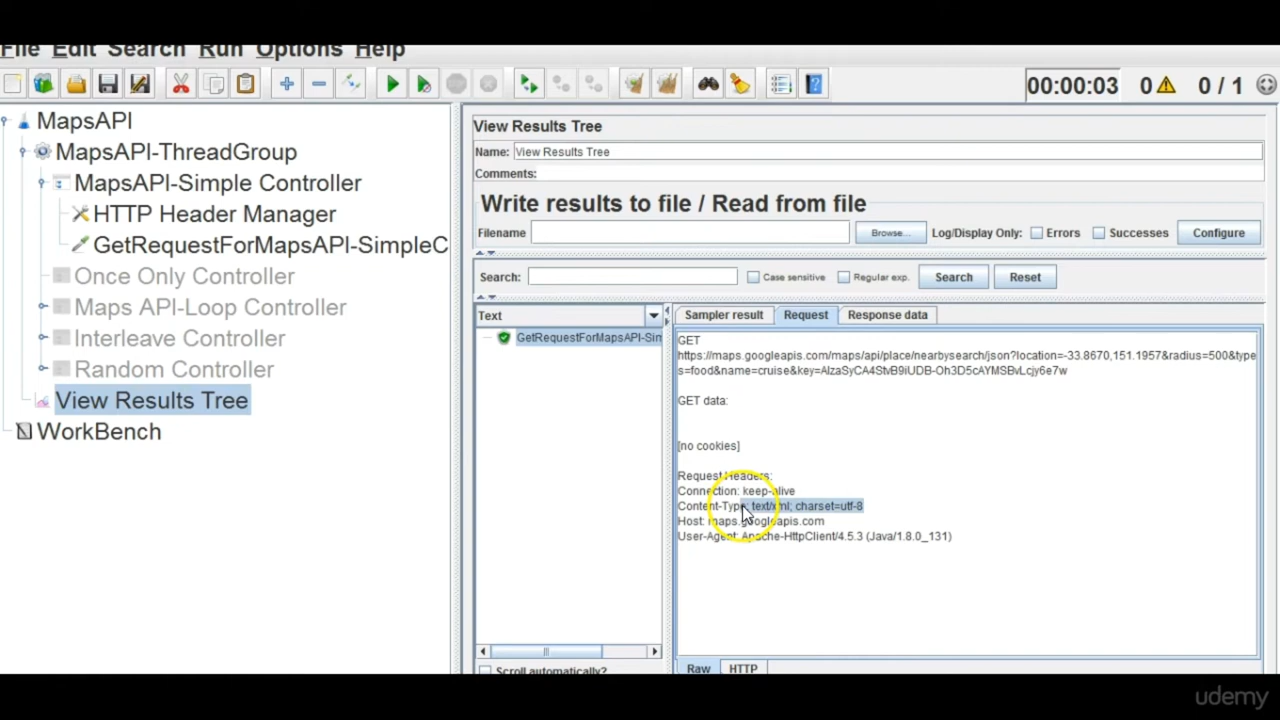 File Edit Search Run Options Help
00:00:03 0 0 / 1
MapsAPI
MapsAPI-ThreadGroup
MapsAPI-Simple Controller
HTTP Header Manager
GetRequestForMapsAPI-SimpleC
Once Only Controller
Maps API-Loop Controller
Interleave Controller
Random Controller
View Results Tree
WorkBench
View Results Tree
Name: View Results Tree
Comments:
Write results to file / Read from file
Filename Browse... Log/Display Only: Errors Successes Configure
Search: Case sensitive Regular exp. Search Reset
Text
GetRequestForMapsAPI-Sim
Scroll automatically?
Sampler result Request Response data
GET
https://maps.googleapis.com/maps/api/place/nearbysearch/json?location=-33.8670,151.1957&radius=500&type
s=food&name=cruise&key=AIzaSyCA4StvB9iUDB-Oh3D5cAYMSBvLcjy6e7w
GET data:
[no cookies]
Request Headers:
Connection: keep-alive
Content-Type: text/xml; charset=utf-8
Host: maps.googleapis.com
User-Agent: Apache-HttpClient/4.5.3 (Java/1.8.0_131)
Raw HTTP
udemy